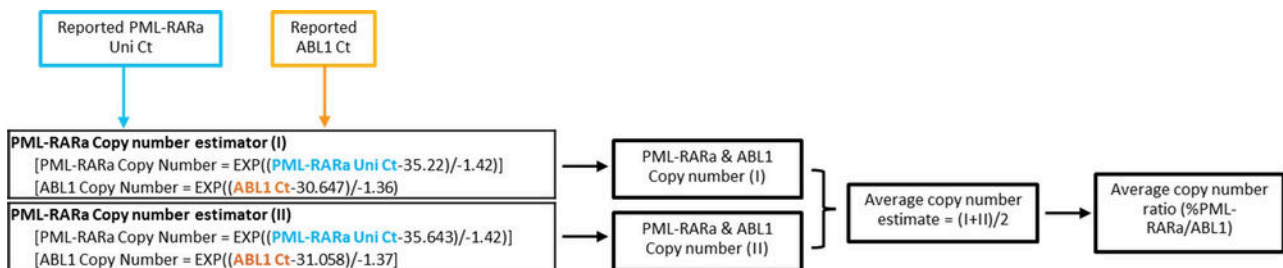 Reported PML-RARa
Uni Ct
Reported
ABL1 Ct
PML-RARa Copy number estimator (I)
[PML-RARa Copy Number = EXP((PML-RARa Uni Ct-35.22)/-1.42)]
[ABL1 Copy Number = EXP((ABL1 Ct-30.647)/-1.36)
PML-RARa Copy number estimator (II)
[PML-RARa Copy Number = EXP((PML-RARa Uni Ct-35.643)/-1.42)]
[ABL1 Copy Number = EXP((ABL1 Ct-31.058)/-1.37]
PML-RARa & ABL1
Copy number (I)
PML-RARa & ABL1
Copy number (II)
Average copy number
estimate = (I+II)/2
Average copy number
ratio (%PML-
RARa/ABL1)